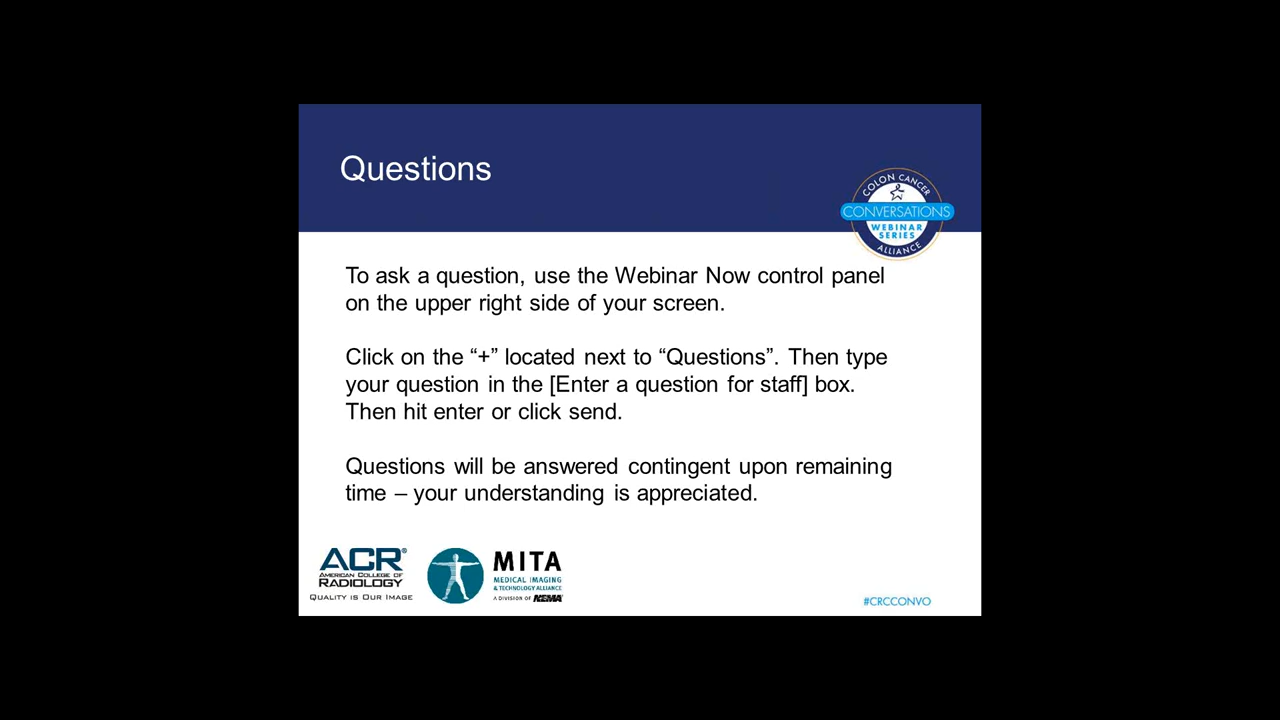 Questions
COLON CANCER
CONVERSATIONS
WEBINAR
SERIES
ALLIANCE
To ask a question, use the Webinar Now control panel
on the upper right side of your screen.
Click on the “+” located next to “Questions”. Then type
your question in the [Enter a question for staff] box.
Then hit enter or click send.
Questions will be answered contingent upon remaining
time – your understanding is appreciated.
ACR®
AMERICAN COLLEGE OF
RADIOLOGY
QUALITY IS OUR IMAGE
MITA
MEDICAL IMAGING
& TECHNOLOGY ALLIANCE
A DIVISION OF NEMA
#CRCCONVO